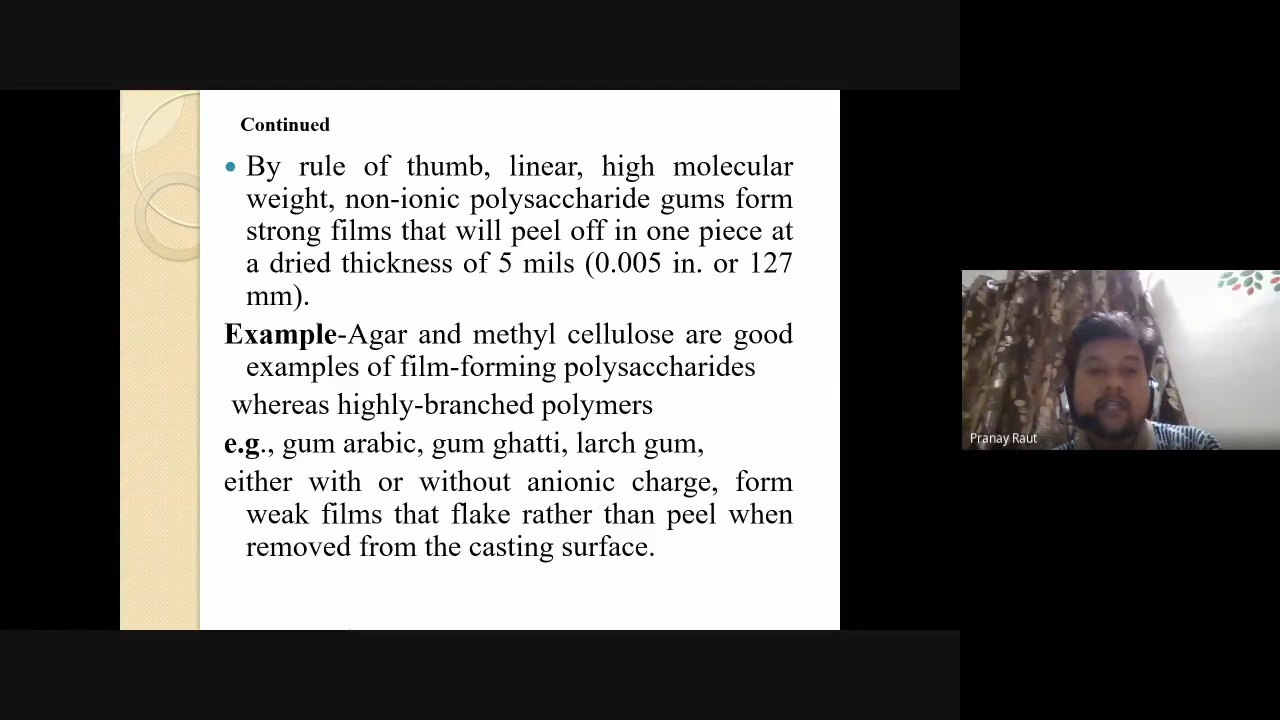 Continued
• By rule of thumb, linear, high molecular
weight, non-ionic polysaccharide gums form
strong films that will peel off in one piece at
a dried thickness of 5 mils (0.005 in. or 127
mm).
Example-Agar and methyl cellulose are good
examples of film-forming polysaccharides
whereas highly-branched polymers
e.g., gum arabic, gum ghatti, larch gum,
either with or without anionic charge, form
weak films that flake rather than peel when
removed from the casting surface.
Pranay Raut